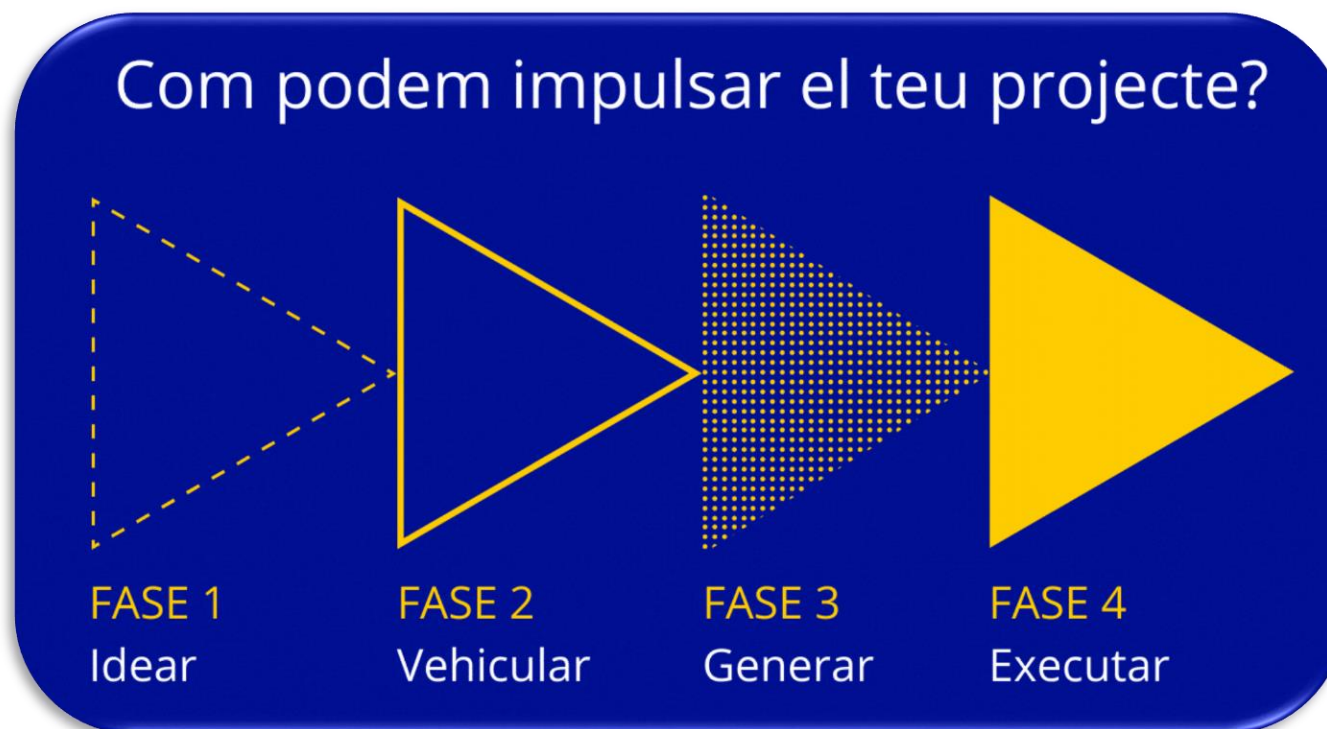 Com podem impulsar el teu projecte?
FASE 1
Idear
FASE 2
Vehicular
FASE 3
Generar
FASE 4
Executar